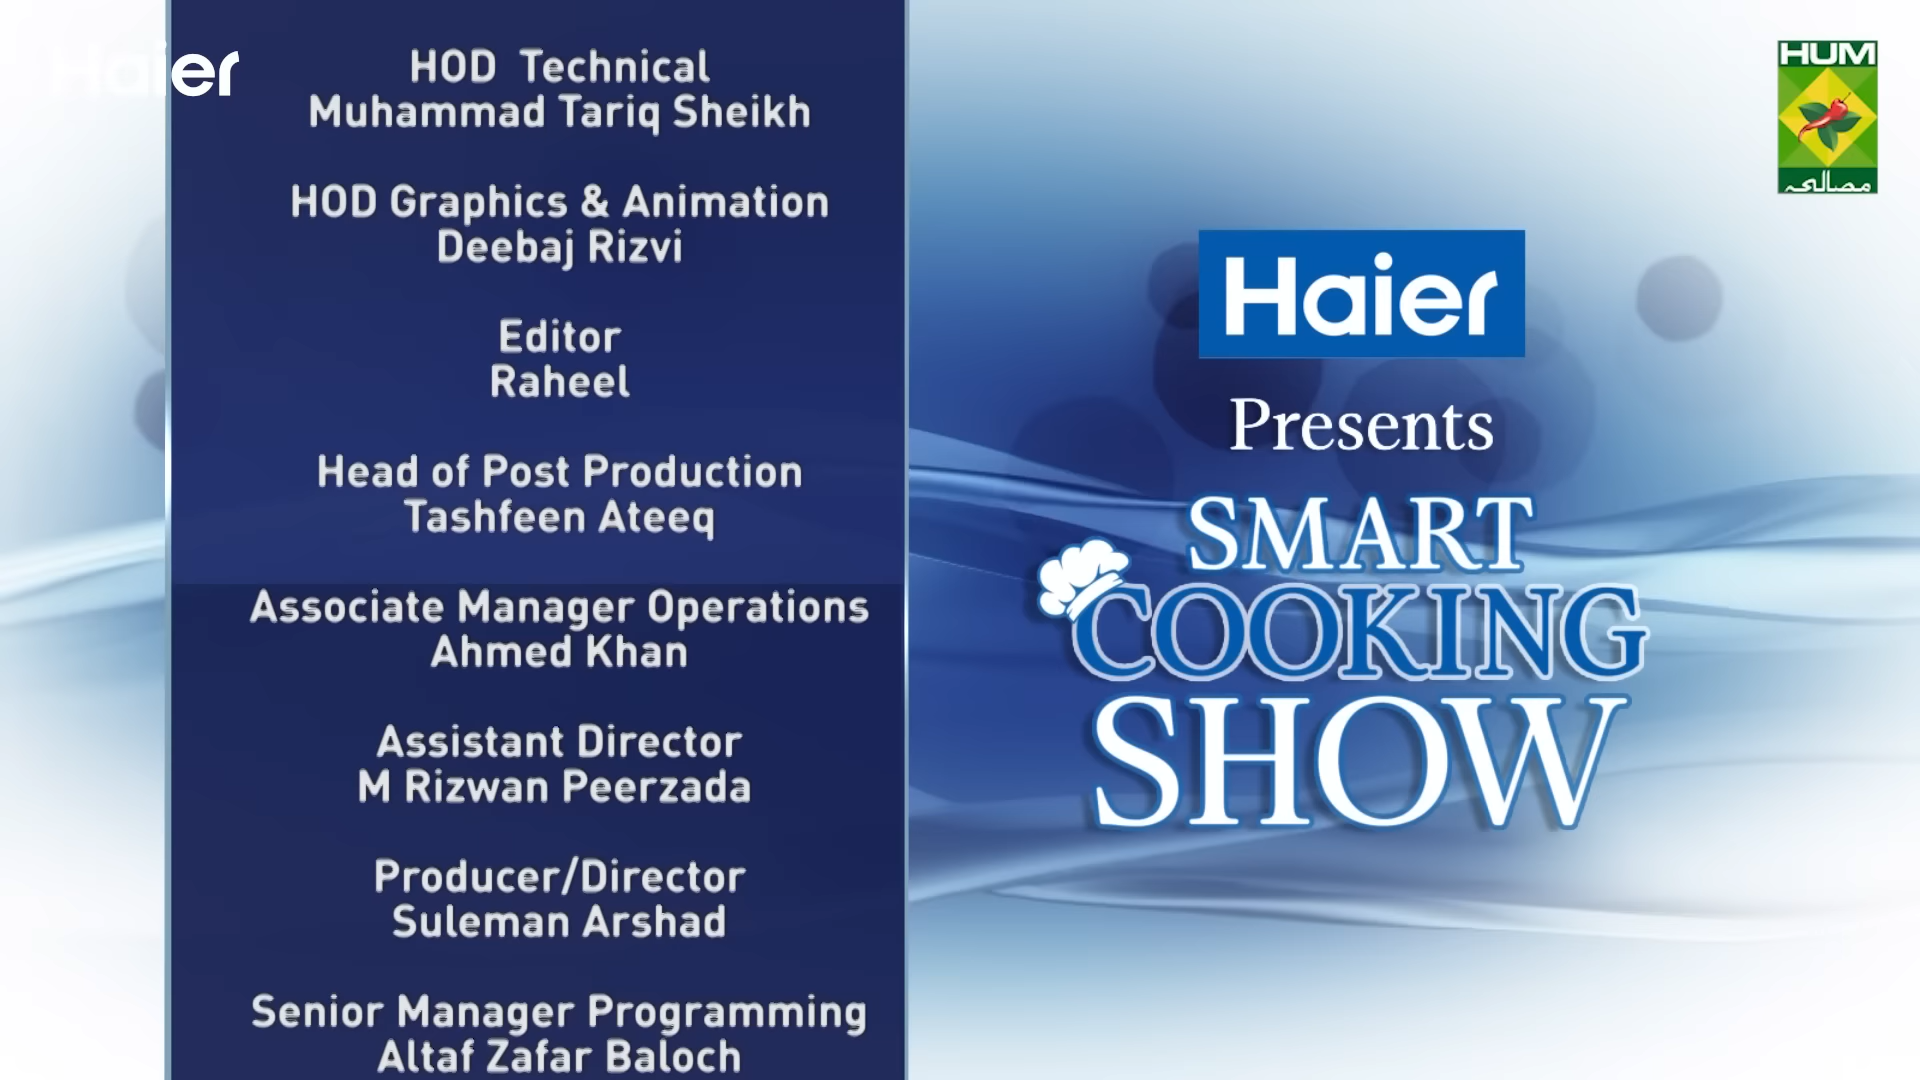 Haier
HOD Technical
Muhammad Tariq Sheikh
HOD Graphics & Animation
Deebaj Rizvi
Editor
Raheel
Head of Post Production
Tashfeen Ateeq
Associate Manager Operations
Ahmed Khan
Assistant Director
M Rizwan Peerzada
Producer/Director
Suleman Arshad
Senior Manager Programming
Altaf Zafar Baloch
Haier
Presents
SMART
COOKING
SHOW
HUM
مصالحہ